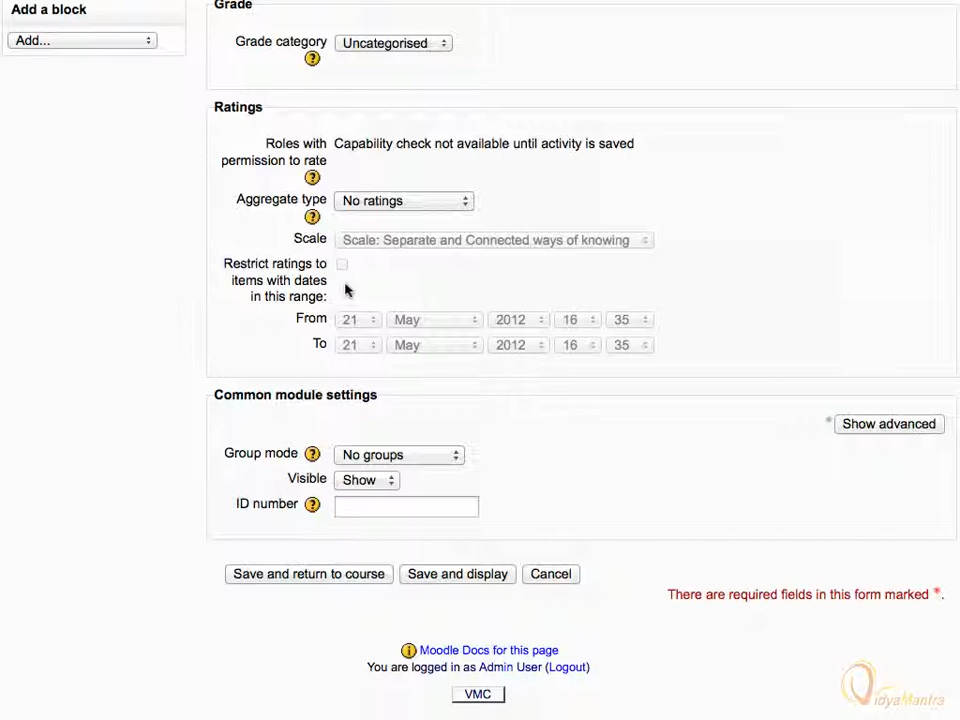 Add a block
Grade
Add...
Grade category Uncategorised
Ratings
Roles with Capability check not available until activity is saved
permission to rate
Aggregate type No ratings
Scale Scale: Separate and Connected ways of knowing
Restrict ratings to
items with dates
in this range:
From 21 May 2012 16 35
To 21 May 2012 16 35
Common module settings
* Show advanced
Group mode No groups
Visible Show
ID number
Save and return to course Save and display Cancel
There are required fields in this form marked *.
Moodle Docs for this page
You are logged in as Admin User (Logout)
VMC
VidyaMantra